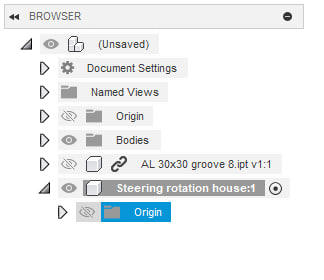 BROWSER
(Unsaved)
Document Settings
Named Views
Origin
Bodies
AL 30x30 groove 8.ipt v1:1
Steering rotation house:1
Origin